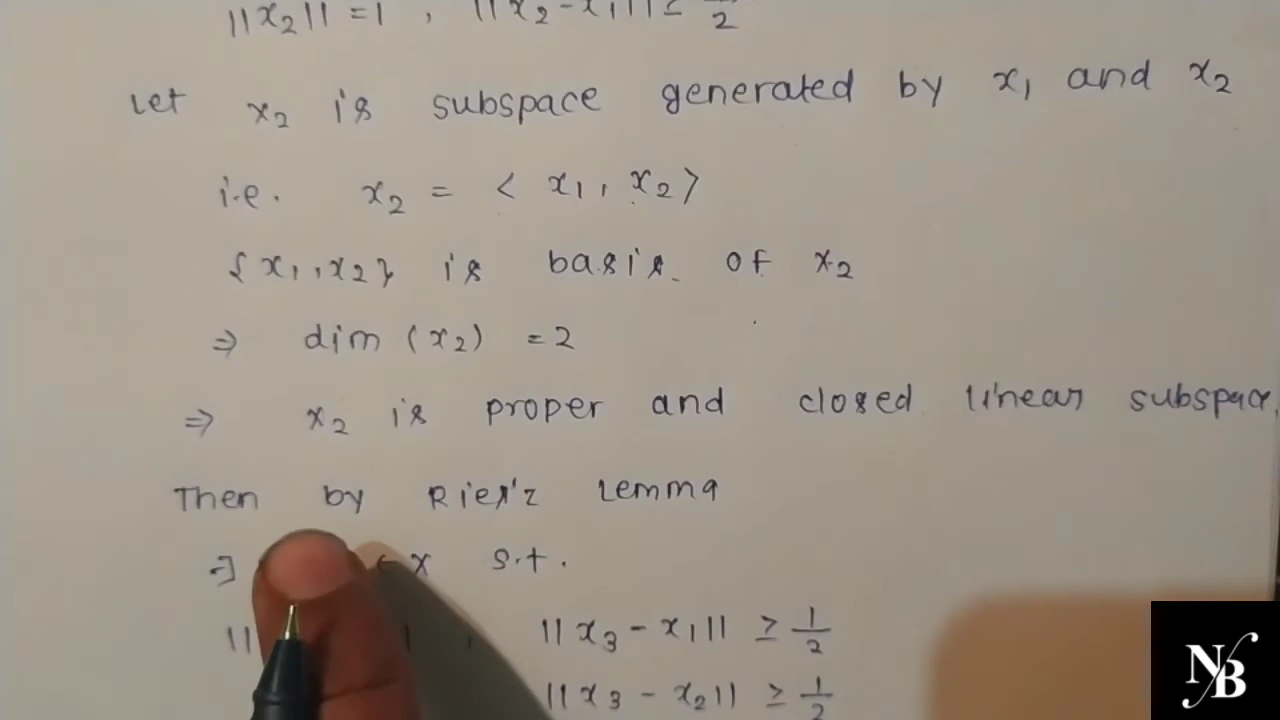 ||x2|| = 1 , ||x2 - x1|| ≥ 1/2
Let x2 is subspace generated by x1 and x2
i.e. x2 = < x1, x2 >
{x1, x2} is basis of x2
⇒ dim (x2) = 2
⇒ x2 is proper and closed linear subspace.
Then by Riesz Lemma
∃ ∈ X s.t.
|| 1 , ||x3 - x1|| ≥ 1/2
||x3 - x2|| ≥ 1/2
NB